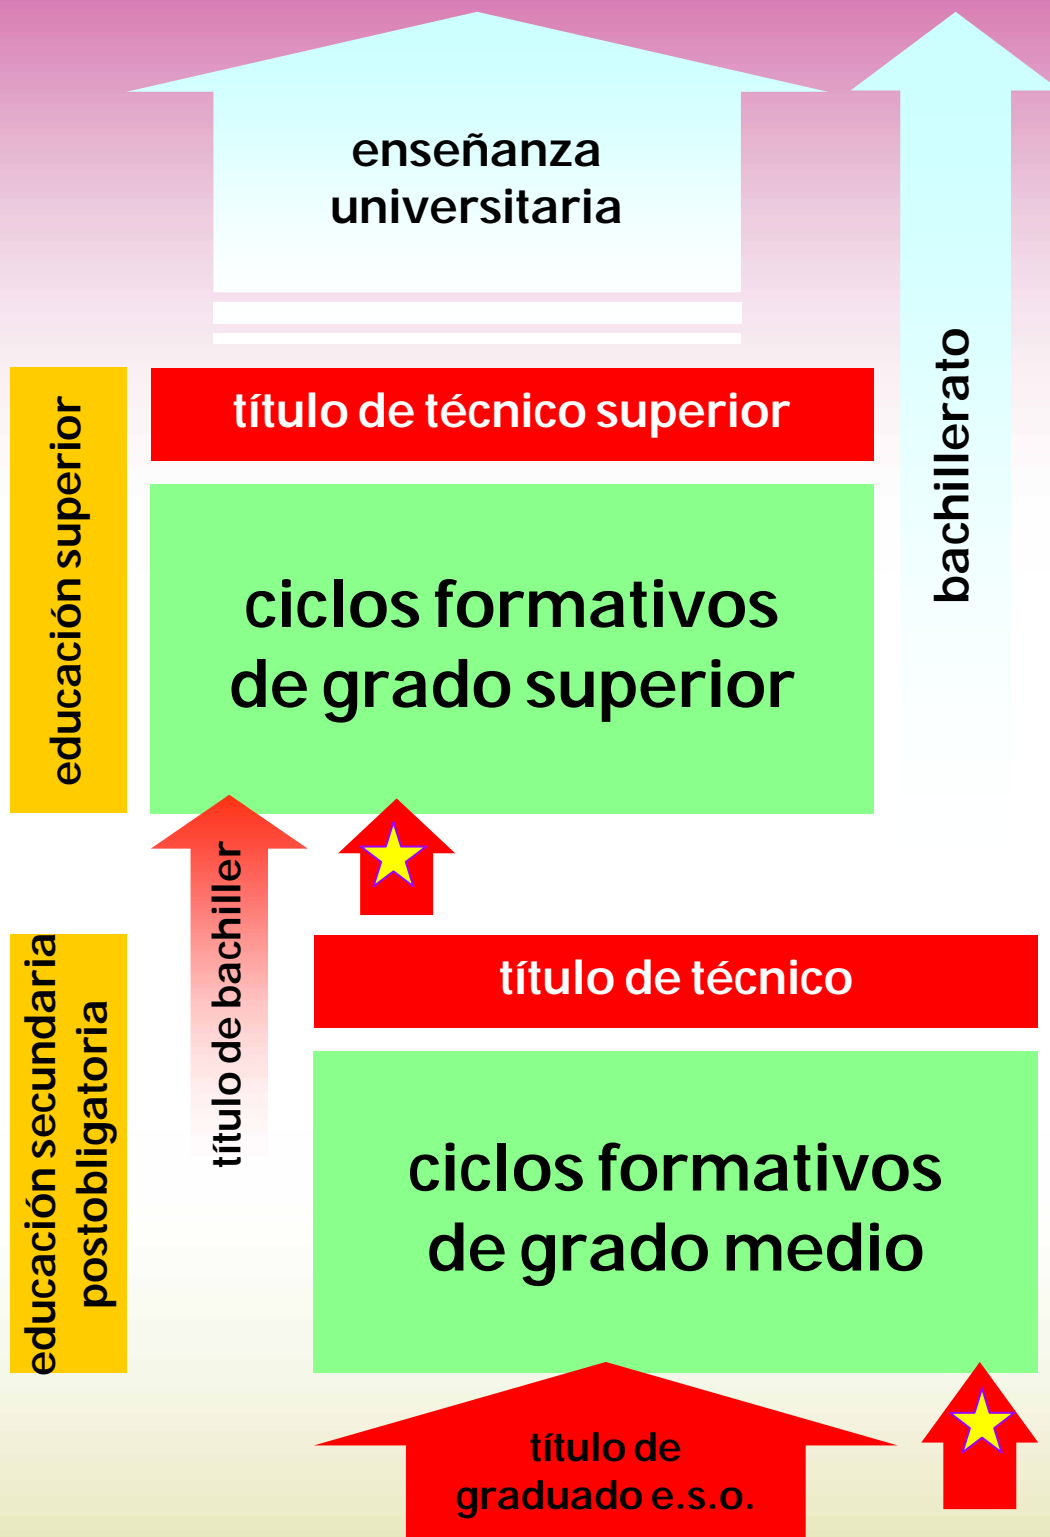 enseñanza
universitaria
bachillerato
educación superior
título de técnico superior
ciclos formativos
de grado superior
título de bachiller
educación secundaria
postobligatoria
título de técnico
ciclos formativos
de grado medio
título de
graduado e.s.o.